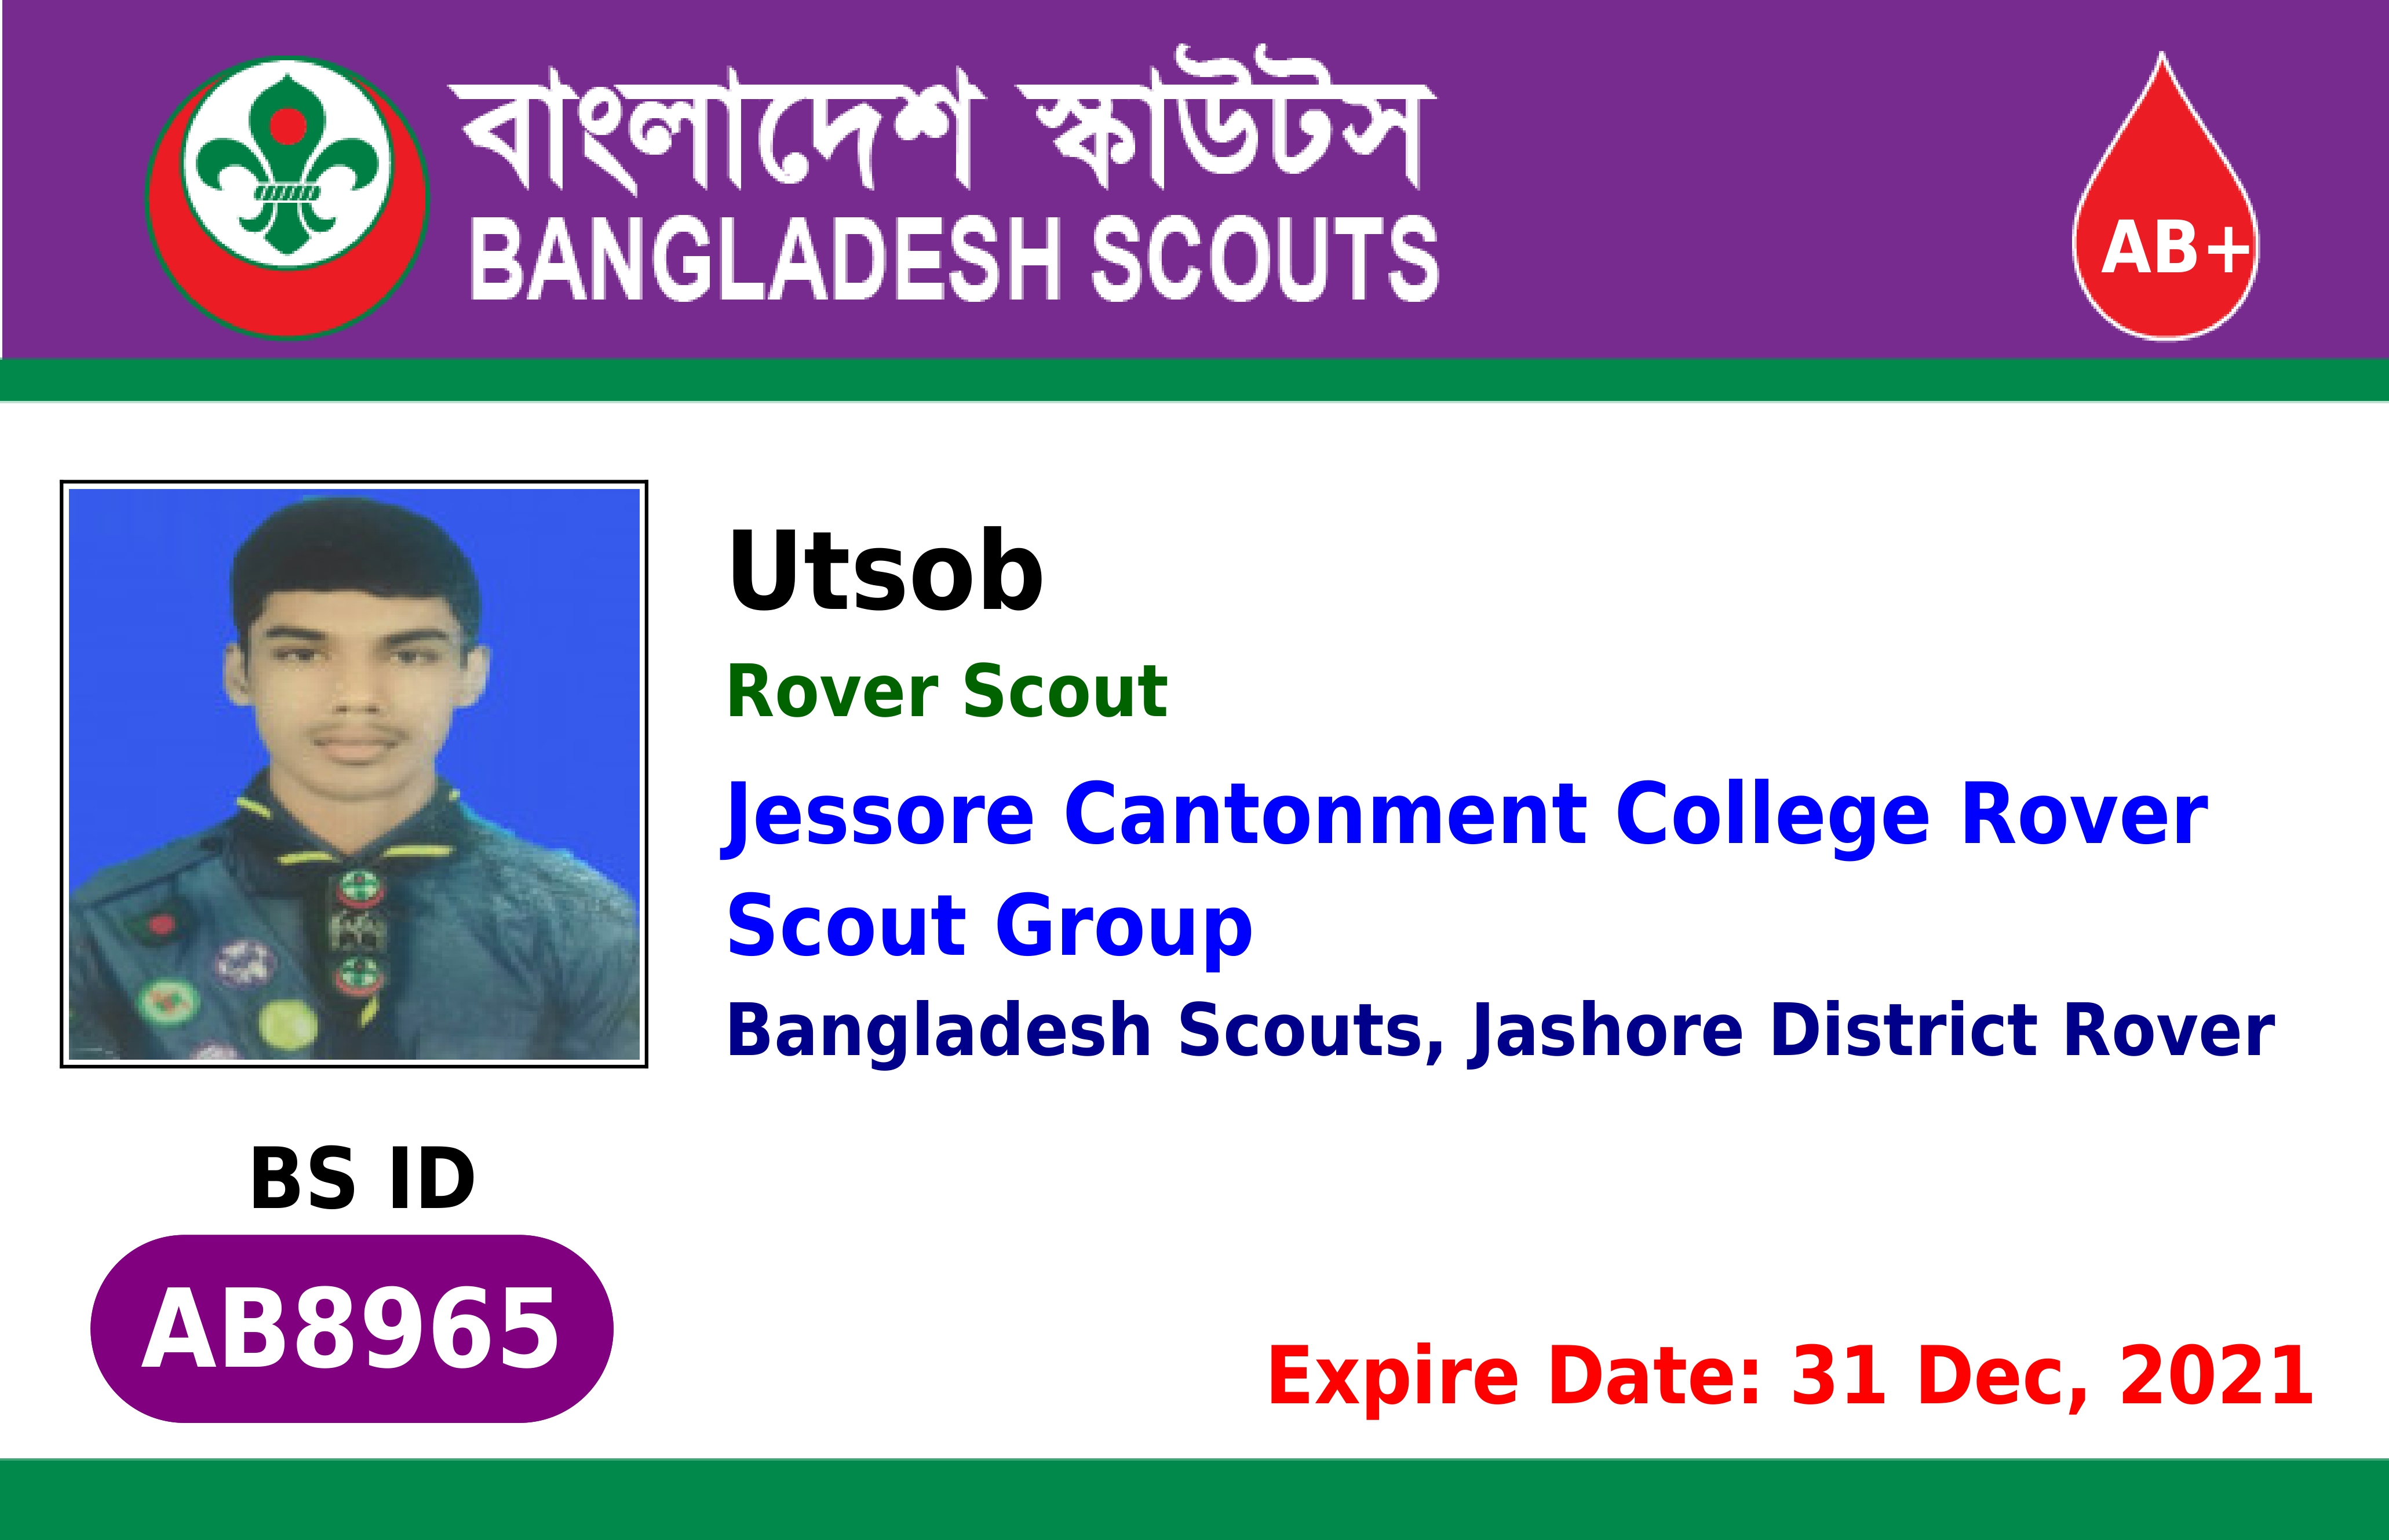 বাংলাদেশ স্কাউটস
BANGLADESH SCOUTS
AB+
Utsob
Rover Scout
Jessore Cantonment College Rover
Scout Group
Bangladesh Scouts, Jashore District Rover
BS ID
AB8965
Expire Date: 31 Dec, 2021